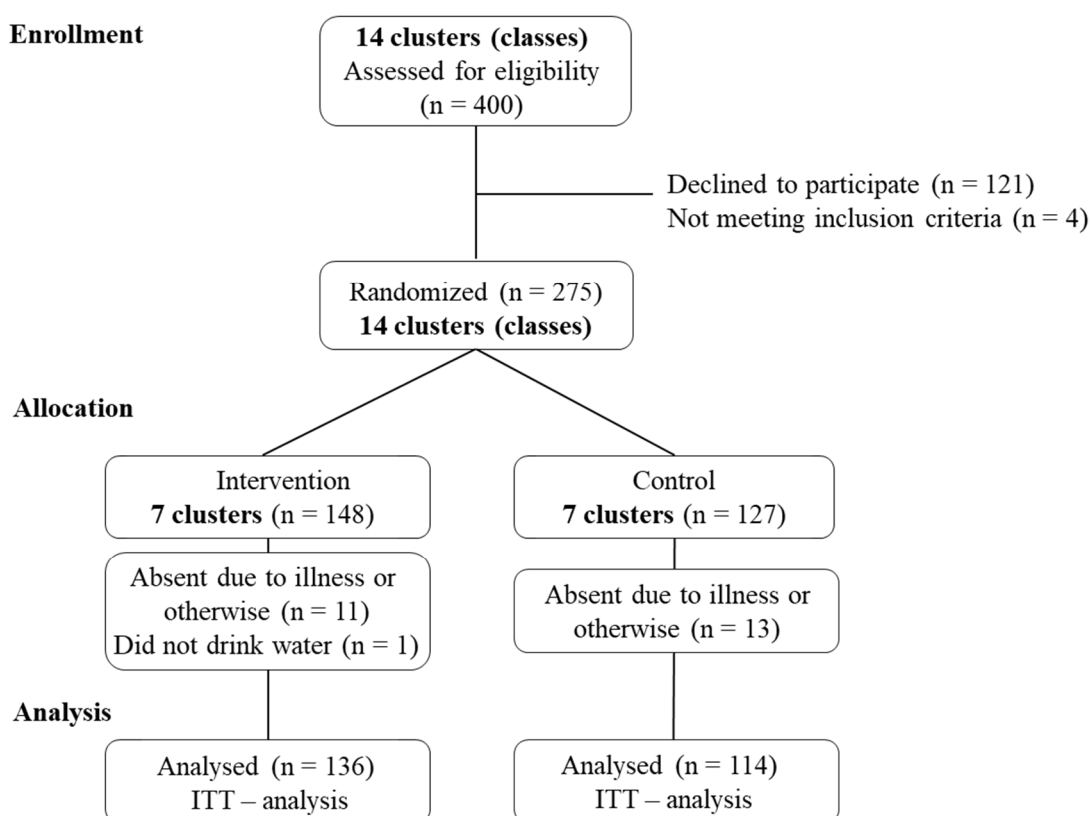 Enrollment
14 clusters (classes)
Assessed for eligibility
(n = 400)
Declined to participate (n = 121)
Not meeting inclusion criteria (n = 4)
Randomized (n = 275)
14 clusters (classes)
Allocation
Intervention
7 clusters (n = 148)
Control
7 clusters (n = 127)
Absent due to illness or
otherwise (n = 11)
Did not drink water (n = 1)
Absent due to illness or
otherwise (n = 13)
Analysis
Analysed (n = 136)
ITT – analysis
Analysed (n = 114)
ITT – analysis